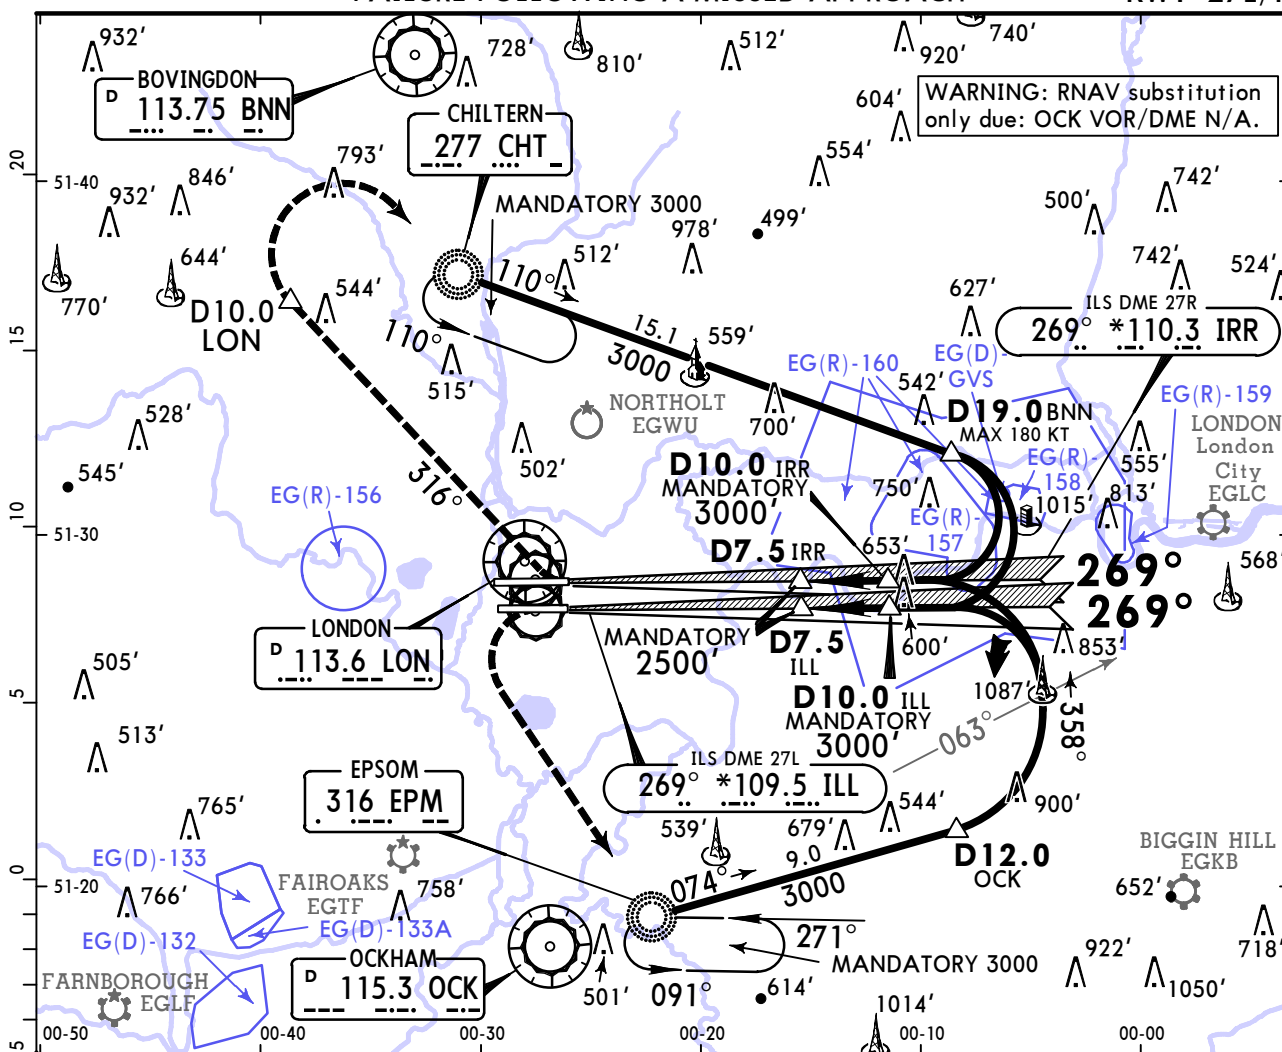 FAILURE FOLLOWING A MISSED APPROACH
RWY 27L/
932'
728'
810'
512'
920'
740'
BOVINGDON
D 113.75 BNN
CHILTERN
277 CHT
604'
WARNING: RNAV substitution
only due: OCK VOR/DME N/A.
20
51-40
793'
554'
932'
846'
MANDATORY 3000
978'
499'
500'
742'
770'
644'
512'
742'
524'
544'
110°
627'
D10.0
LON
ILS DME 27R
269° *110.3 IRR
15
110°
15.1
3000
559'
515'
EG(R)-160
EG(D)-
GVS
542'
EG(R)-159
NORTHOLT
EGWU
700'
D19.0 BNN
MAX 180 KT
LONDON
London
City
EGLC
528'
502'
545'
316°
D10.0 IRR
MANDATORY
3000'
750'
EG(R)-
158
555'
1015'
813'
EG(R)-156
10
51-30
EG(R)-
157
653'
D7.5 IRR
269°
269°
568'
LONDON
D 113.6 LON
MANDATORY
2500'
D7.5
ILL
600'
853'
505'
5
D10.0 ILL
MANDATORY
3000'
1087'
358°
063°
513'
EPSOM
316 EPM
ILS DME 27L
269° *109.5 ILL
765'
539'
679'
544'
900'
EG(D)-133
9.0
074°
3000
D12.0
OCK
BIGGIN HILL
EGKB
0
51-20
FAIROAKS
EGTF
758'
652'
766'
EG(D)-133A
EG(D)-132
271°
718'
OCKHAM
D 115.3 OCK
MANDATORY 3000
922'
FARNBOROUGH
EGLF
501'
091°
614'
1050'
1014'
5
00-50
00-40
00-30
00-20
00-10
00-00